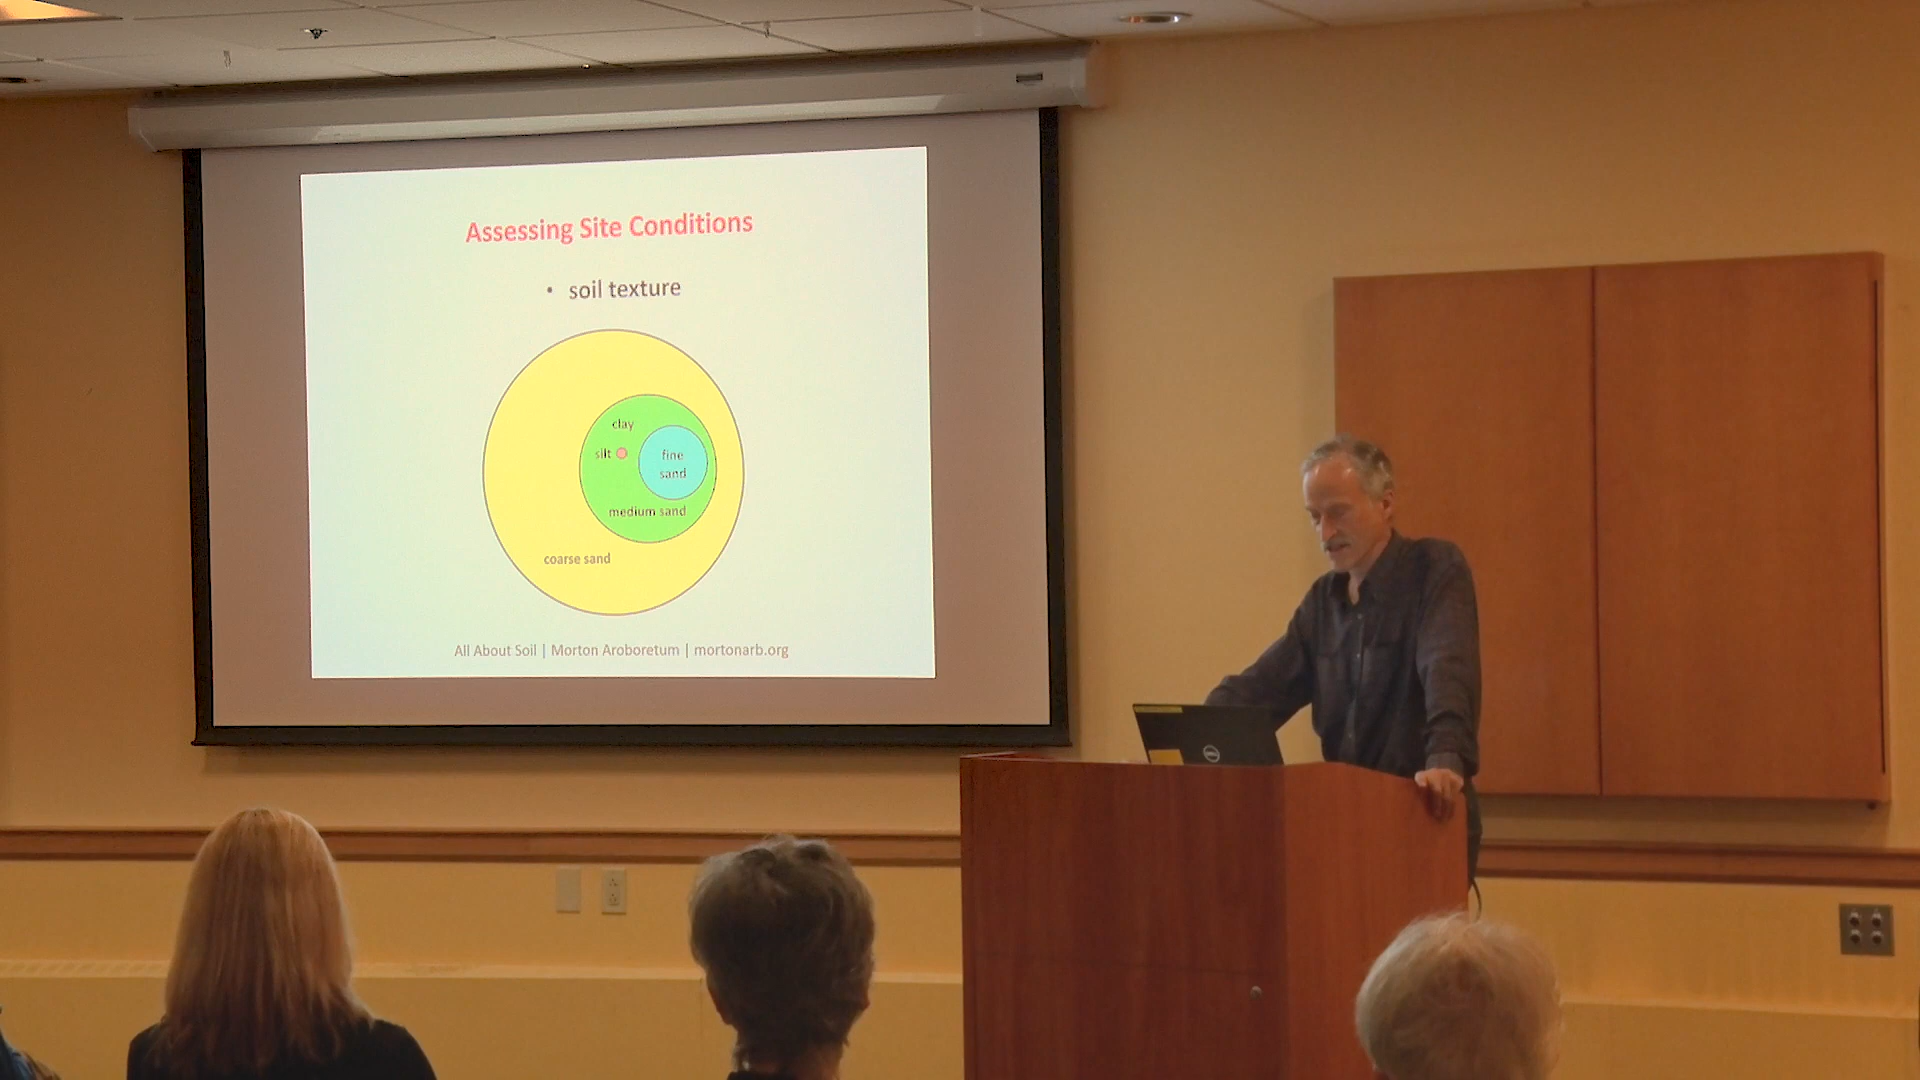 Assessing Site Conditions
• soil texture
clay
silt
fine
sand
medium sand
coarse sand
All About Soil | Morton Aroboretum | mortonarb.org
DELL